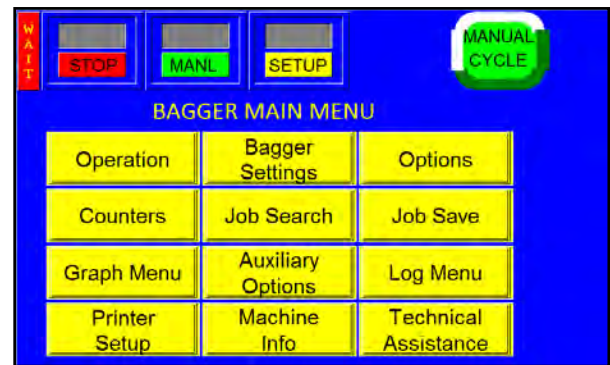 WAIT
STOP
MANL
SETUP
MANUAL
CYCLE
BAGGER MAIN MENU
Operation
Bagger
Settings
Options
Counters
Job Search
Job Save
Graph Menu
Auxiliary
Options
Log Menu
Printer
Setup
Machine
Info
Technical
Assistance